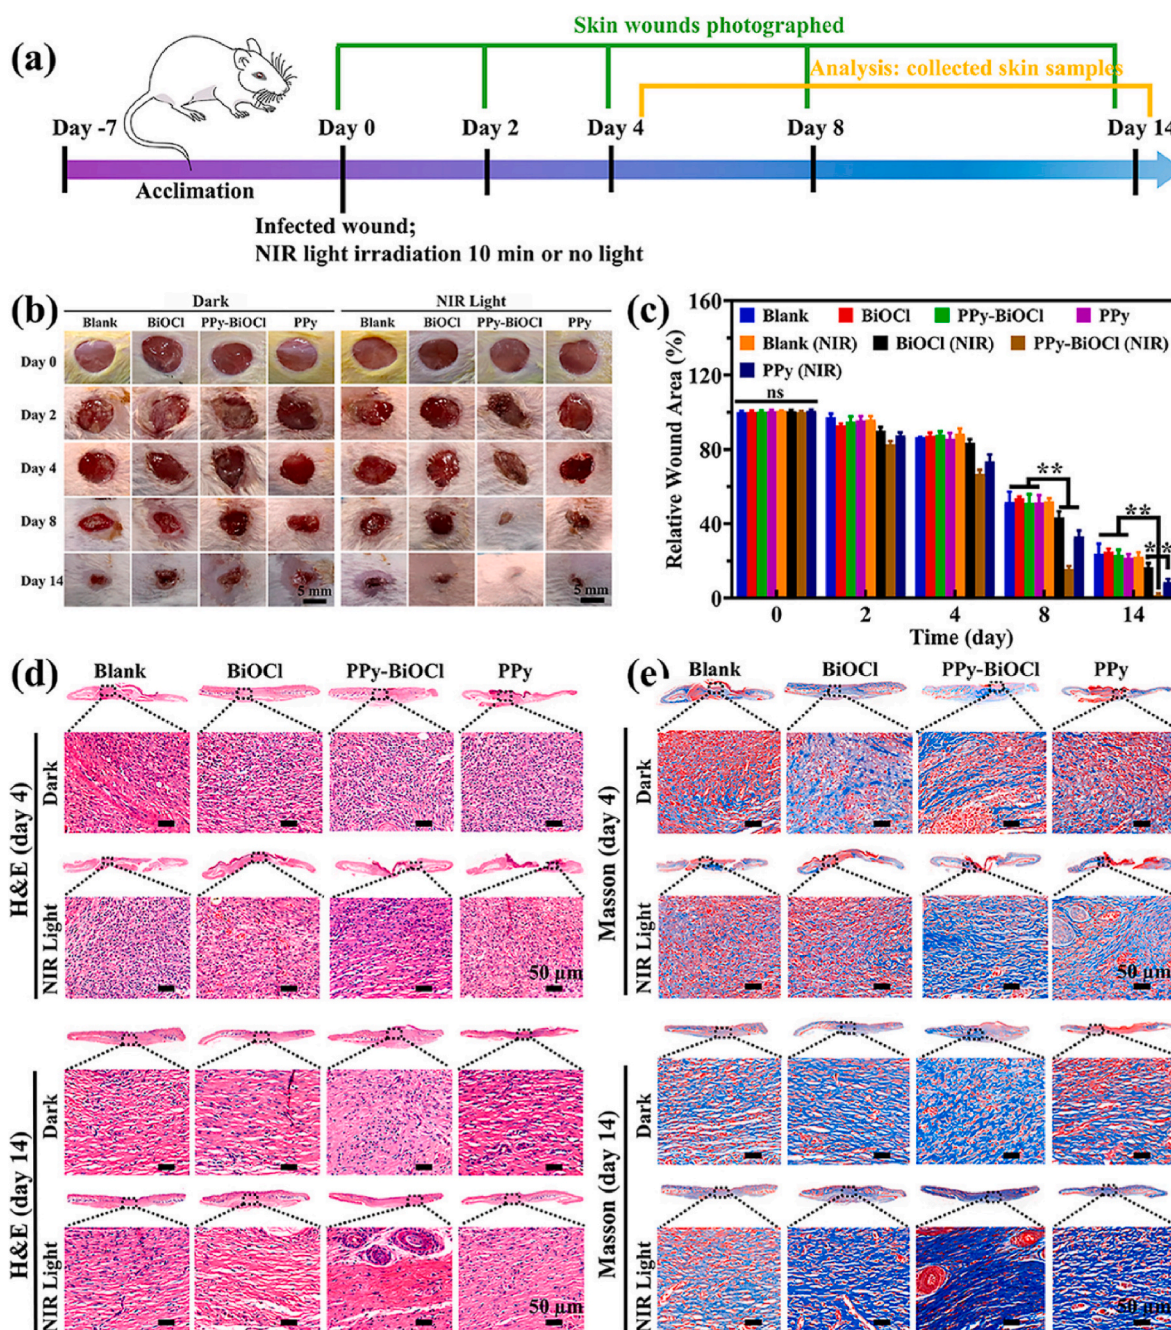 (a)
Skin wounds photographed
Analysis: collected skin samples
Day -7 Day 0 Day 2 Day 4 Day 8 Day 14
Acclimation
Infected wound;
NIR light irradiation 10 min or no light
(b)
Dark NIR Light
Blank BiOCl PPy-BiOCl PPy Blank BiOCl PPy-BiOCl PPy
Day 0
Day 2
Day 4
Day 8
Day 14
5 mm 5 mm
(c)
Relative Wound Area (%)
160
120
80
40
0
Blank BiOCl PPy-BiOCl PPy
Blank (NIR) BiOCl (NIR) PPy-BiOCl (NIR)
PPy (NIR)
ns
**
**
**
0 2 4 8 14
Time (day)
(d)
Blank BiOCl PPy-BiOCl PPy
H&E (day 4)
Dark
NIR Light
50 μm
H&E (day 14)
Dark
NIR Light
50 μm
(e)
Blank BiOCl PPy-BiOCl PPy
Masson (day 4)
Dark
NIR Light
50 μm
Masson (day 14)
Dark
NIR Light
50 μm